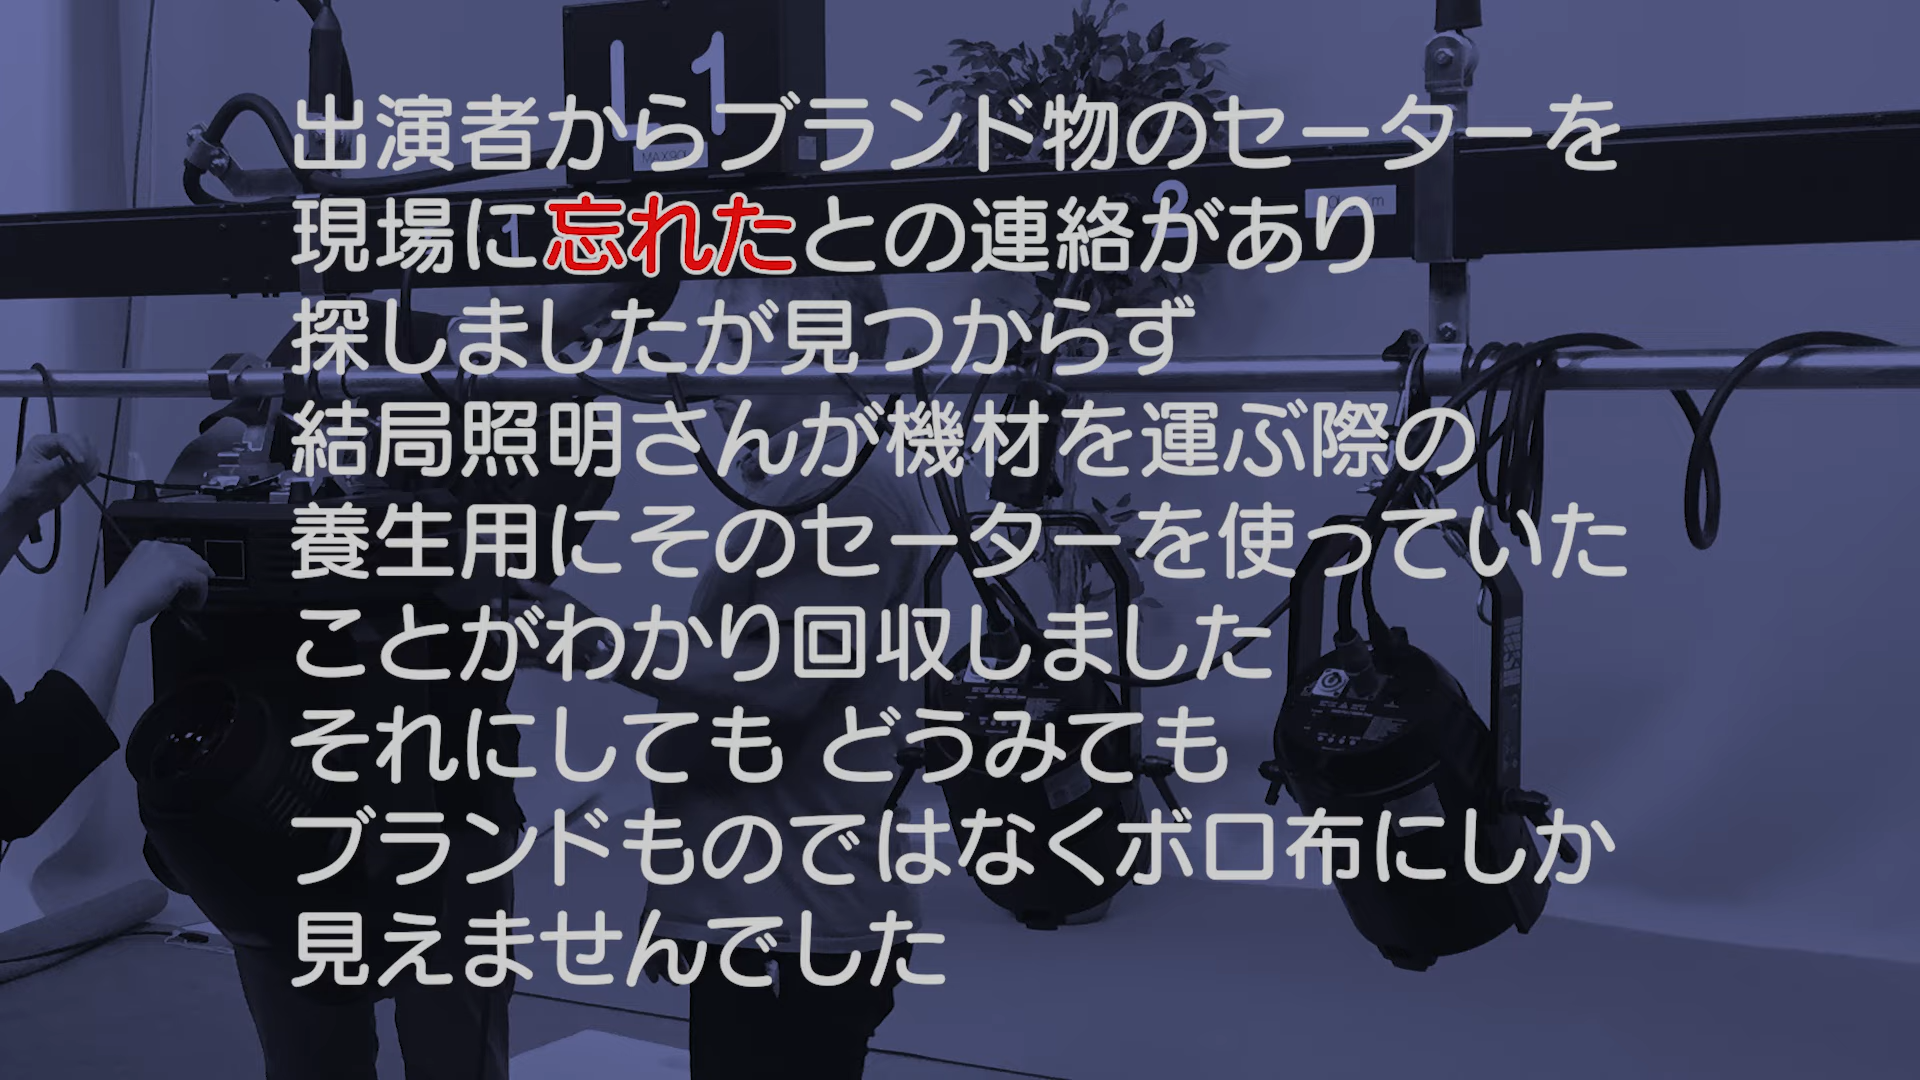 L1
MAX90
出演者からブランド物のセーターを
2
現場に忘れたとの連絡があり
1
探しましたが見つからず
結局照明さんが機材を運ぶ際の
養生用にそのセーターを使っていた
ことがわかり回収しました
それにしても どうみても
ブランドものではなくボロ布にしか
見えませんでした